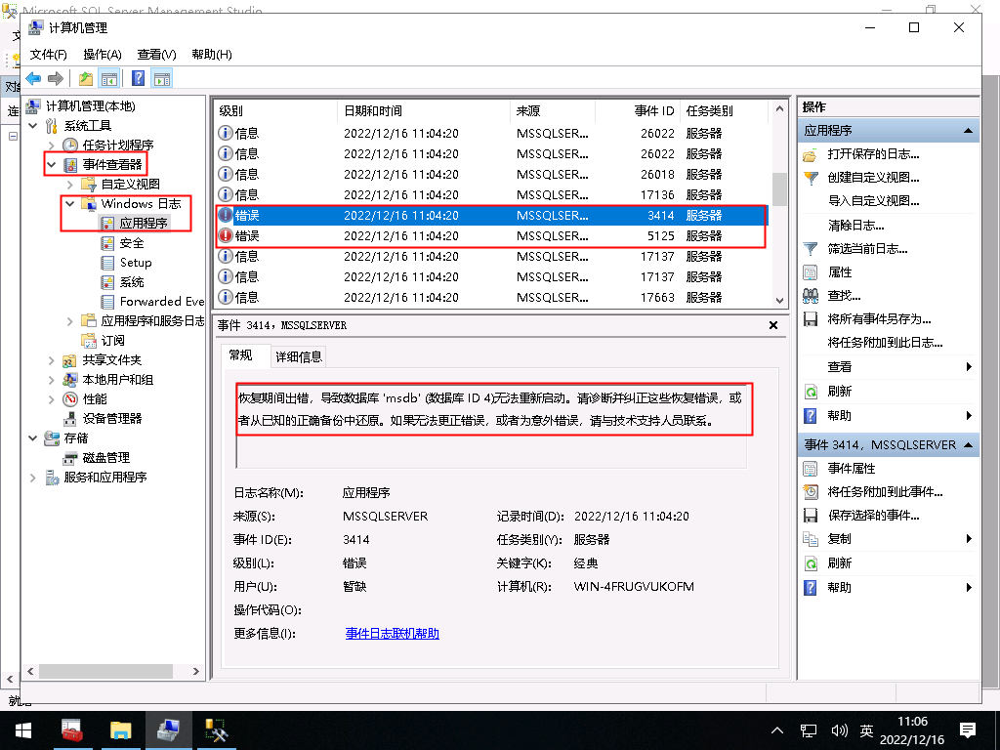 Microsoft SQL Server Management Studio
计算机管理
文件(F) 操作(A) 查看(V) 帮助(H)
计算机管理(本地)
系统工具
任务计划程序
事件查看器
自定义视图
Windows 日志
应用程序
安全
Setup
系统
Forwarded Eve
应用程序和服务日志
订阅
共享文件夹
本地用户和组
性能
设备管理器
存储
磁盘管理
服务和应用程序
级别 日期和时间 来源 事件 ID 任务类别
信息 2022/12/16 11:04:20 MSSQLSER... 26022 服务器
信息 2022/12/16 11:04:20 MSSQLSER... 26022 服务器
信息 2022/12/16 11:04:20 MSSQLSER... 26018 服务器
信息 2022/12/16 11:04:20 MSSQLSER... 17136 服务器
错误 2022/12/16 11:04:20 MSSQLSER... 3414 服务器
错误 2022/12/16 11:04:20 MSSQLSER... 5125 服务器
信息 2022/12/16 11:04:20 MSSQLSER... 17137 服务器
信息 2022/12/16 11:04:20 MSSQLSER... 17137 服务器
信息 2022/12/16 11:04:20 MSSQLSER... 17663 服务器
事件 3414，MSSQLSERVER
常规 详细信息
恢复期间出错，导致数据库 'msdb' (数据库 ID 4)无法重新启动。请诊断并纠正这些恢复错误，或
者从已知的正确备份中还原。如果无法更正错误，或者为意外错误，请与技术支持人员联系。
日志名称(M): 应用程序
来源(S): MSSQLSERVER 记录时间(D): 2022/12/16 11:04:20
事件 ID(E): 3414 任务类别(Y): 服务器
级别(L): 错误 关键字(K): 经典
用户(U): 暂缺 计算机(R): WIN-4FRUGVUKOFM
操作代码(O):
更多信息(I): 事件日志联机帮助
操作
应用程序
打开保存的日志...
创建自定义视图...
导入自定义视图...
清除日志...
筛选当前日志...
属性
查找...
将所有事件另存为...
将任务附加到此日志...
查看
刷新
帮助
事件 3414，MSSQLSERVER
事件属性
将任务附加到此事件...
保存选择的事件...
复制
刷新
帮助
英
11:06
2022/12/16